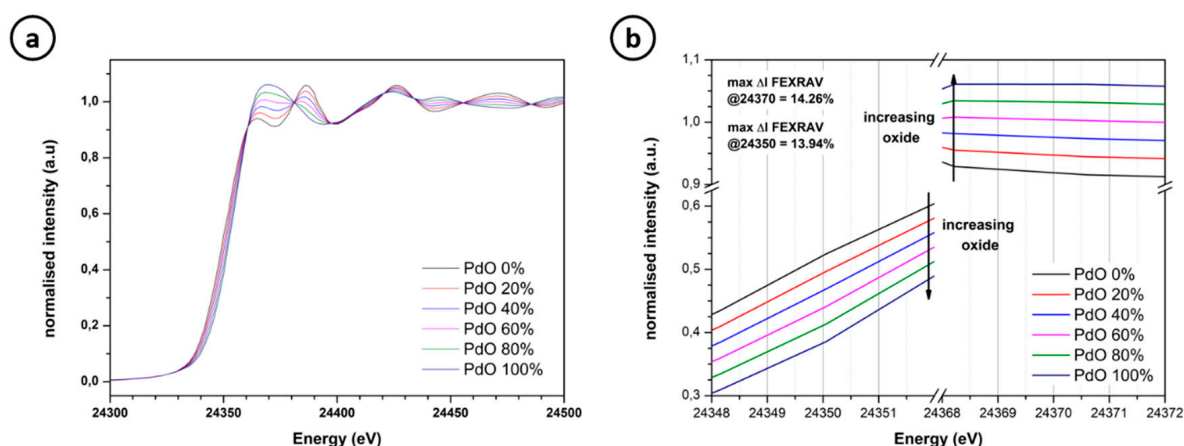 a
normalised intensity (a.u)
1,0
0,8
0,6
0,4
0,2
0,0
PdO 0%
PdO 20%
PdO 40%
PdO 60%
PdO 80%
PdO 100%
24300 24350 24400 24450 24500
Energy (eV)
b
normalised intensity (a.u.)
1,1
1,0
0,9
0,6
0,5
0,4
0,3
max ΔI FEXRAV
@24370 = 14.26%
max ΔI FEXRAV
@24350 = 13.94%
increasing
oxide
increasing
oxide
PdO 0%
PdO 20%
PdO 40%
PdO 60%
PdO 80%
PdO 100%
24348 24349 24350 24351 24368 24369 24370 24371 24372
Energy (eV)